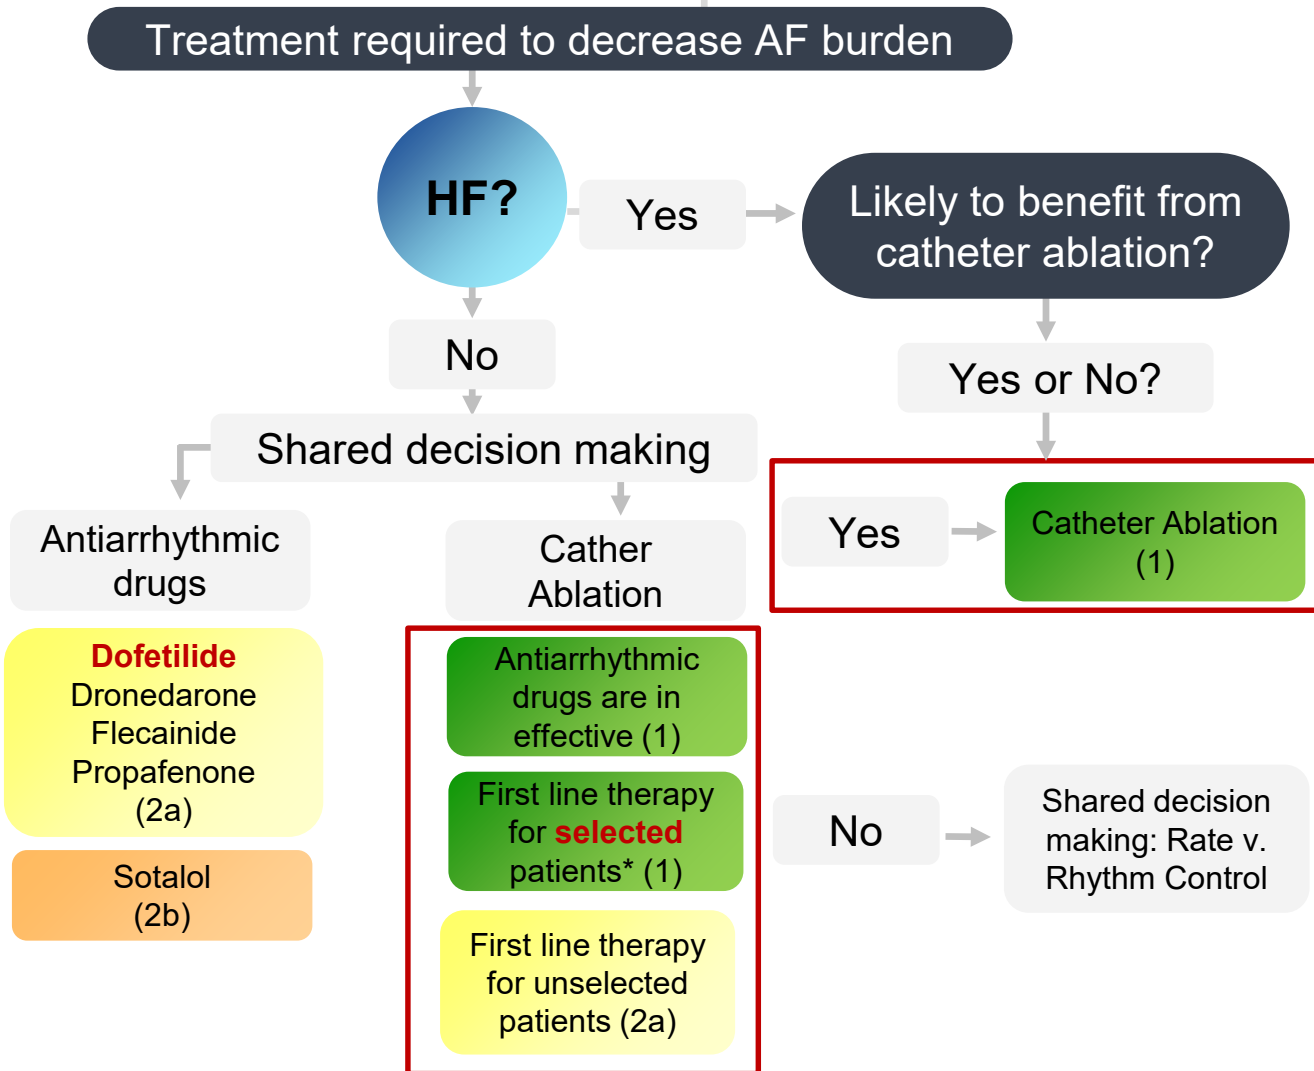 Treatment required to decrease AF burden
HF?
Yes
Likely to benefit from
catheter ablation?
No
Yes or No?
Shared decision making
Antiarrhythmic
drugs
Cather
Ablation
Yes
Catheter Ablation
(1)
Dofetilide
Dronedarone
Flecainide
Propafenone
(2a)
Sotalol
(2b)
Antiarrhythmic
drugs are in
effective (1)
First line therapy
for selected
patients* (1)
First line therapy
for unselected
patients (2a)
No
Shared decision
making: Rate v.
Rhythm Control